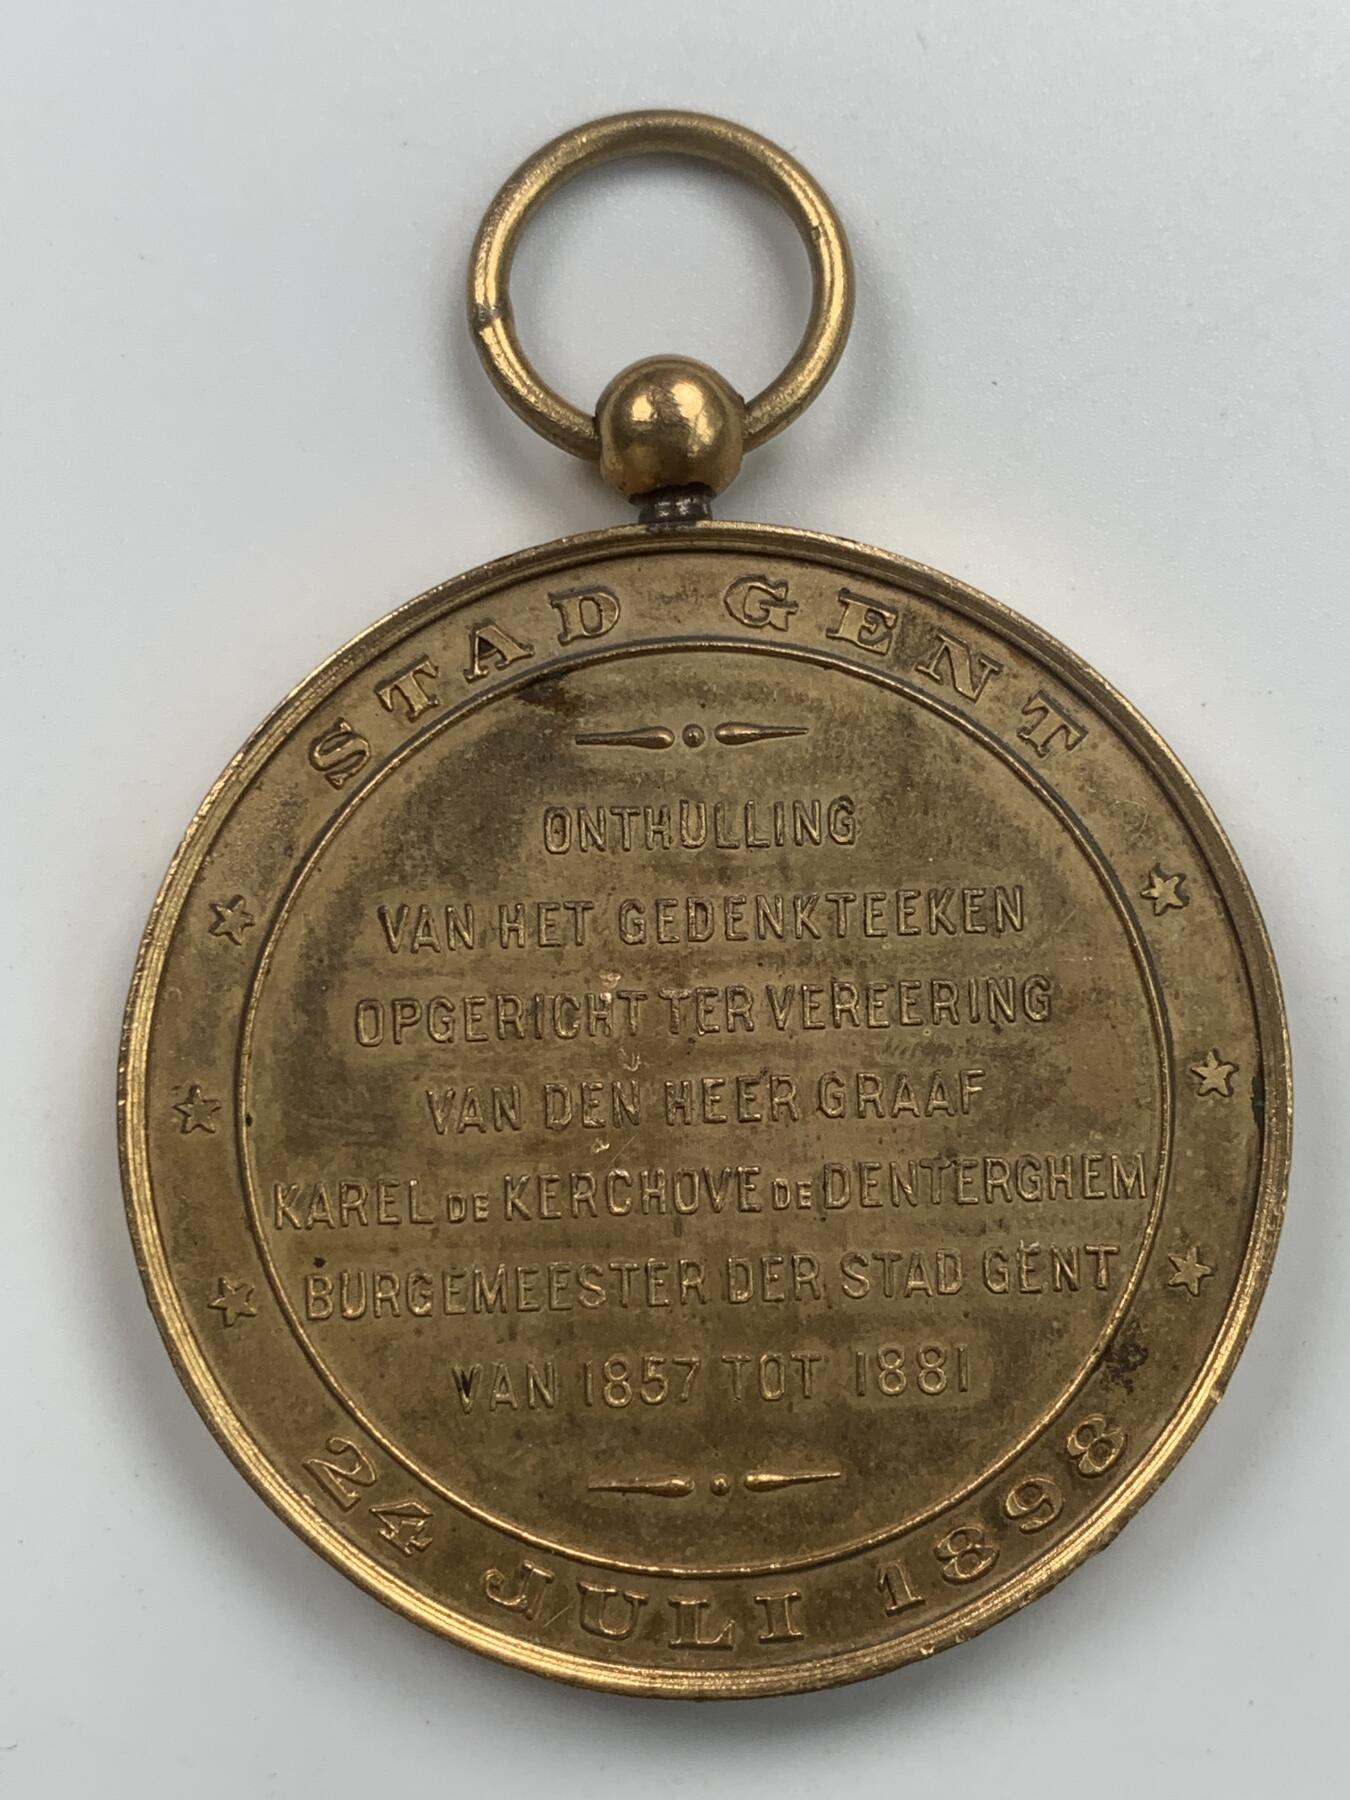 STAD GENT
ONTHULLING
VAN HET GEDENKTEEKEN
OPGERICHT TER VEREERING
VAN DEN HEER GRAAF
KAREL DE KERCHOVE DE DENTERGHEM
BURGEMEESTER DER STAD GENT
VAN 1857 TOT 1881
24 JULI 1898